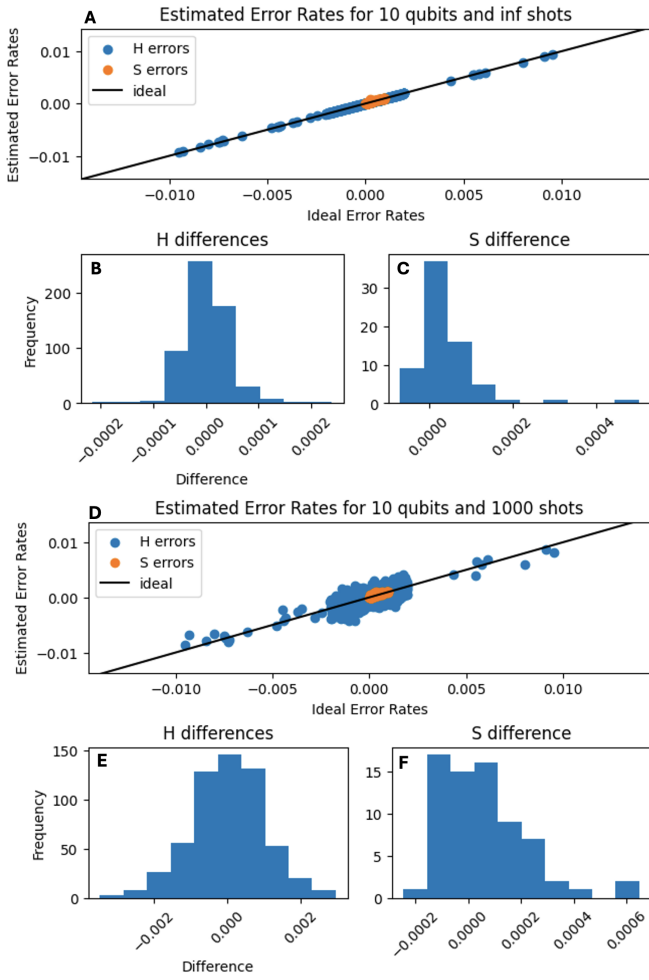 A
Estimated Error Rates for 10 qubits and inf shots
Estimated Error Rates
0.01
0.00
−0.01
H errors
S errors
ideal
−0.010 −0.005 0.000 0.005 0.010
Ideal Error Rates
H differences
B
Frequency
200
100
0
−0.0002 −0.0001 0.0000 0.0001 0.0002
Difference
S difference
C
30
20
10
0
0.0000 0.0002 0.0004
D
Estimated Error Rates for 10 qubits and 1000 shots
Estimated Error Rates
0.01
0.00
−0.01
H errors
S errors
ideal
−0.010 −0.005 0.000 0.005 0.010
Ideal Error Rates
H differences
E
Frequency
150
100
50
0
−0.002 0.000 0.002
Difference
S difference
F
15
10
5
0
−0.0002 0.0000 0.0002 0.0004 0.0006